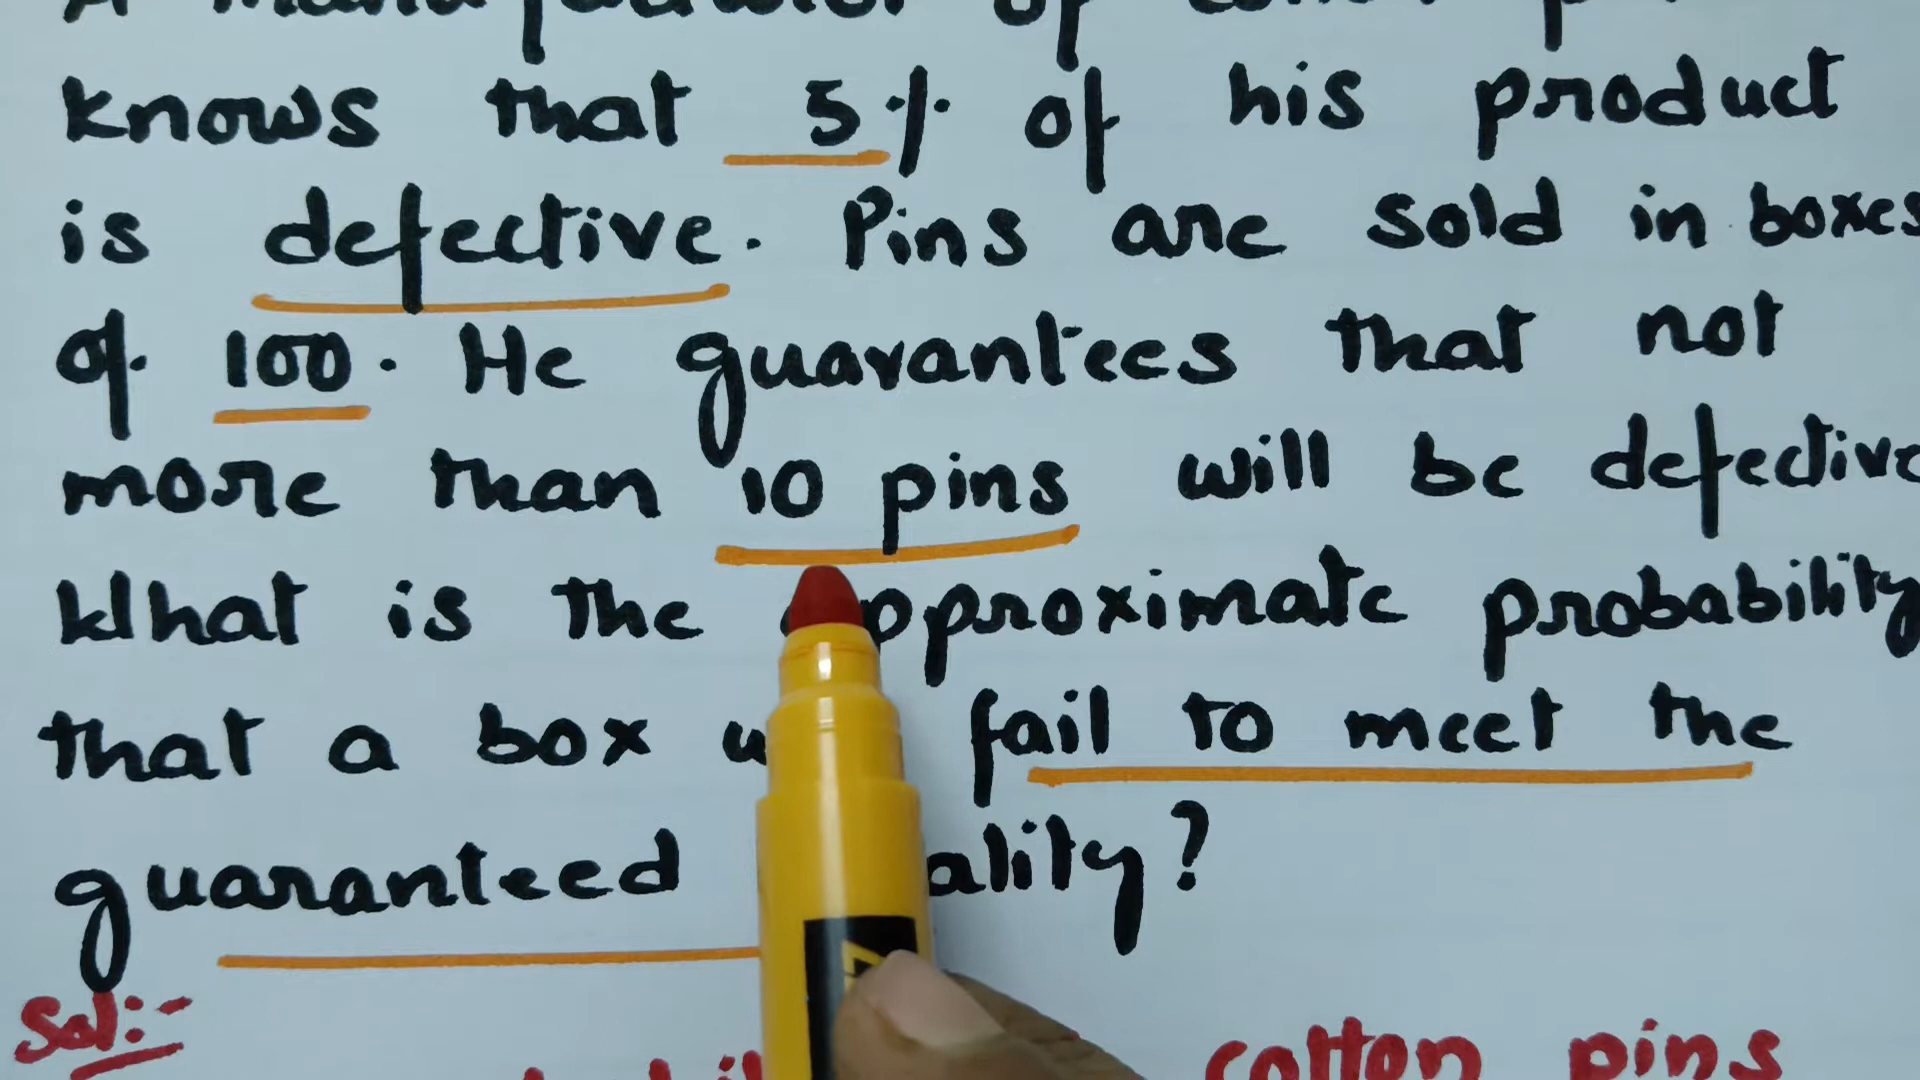 knows that 5% of his product
is defective. Pins are sold in boxes
of 100. He guarantees that not
more than 10 pins will be defective
What is the approximate probability
that a box fail to meet the
guaranteed ality?
Sol:-
cotton pins